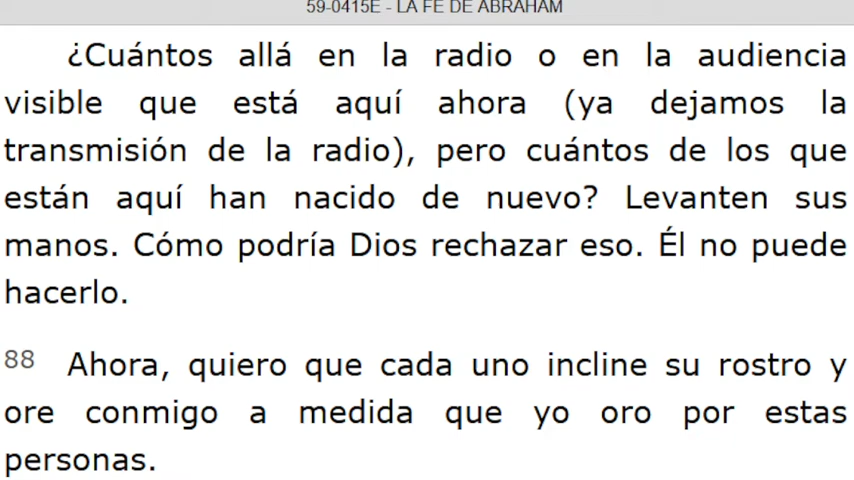 59-0415E - LA FE DE ABRAHAM
¿Cuántos allá en la radio o en la audiencia
visible que está aquí ahora (ya dejamos la
transmisión de la radio), pero cuántos de los que
están aquí han nacido de nuevo? Levanten sus
manos. Cómo podría Dios rechazar eso. Él no puede
hacerlo.
88 Ahora, quiero que cada uno incline su rostro y
ore conmigo a medida que yo oro por estas
personas.